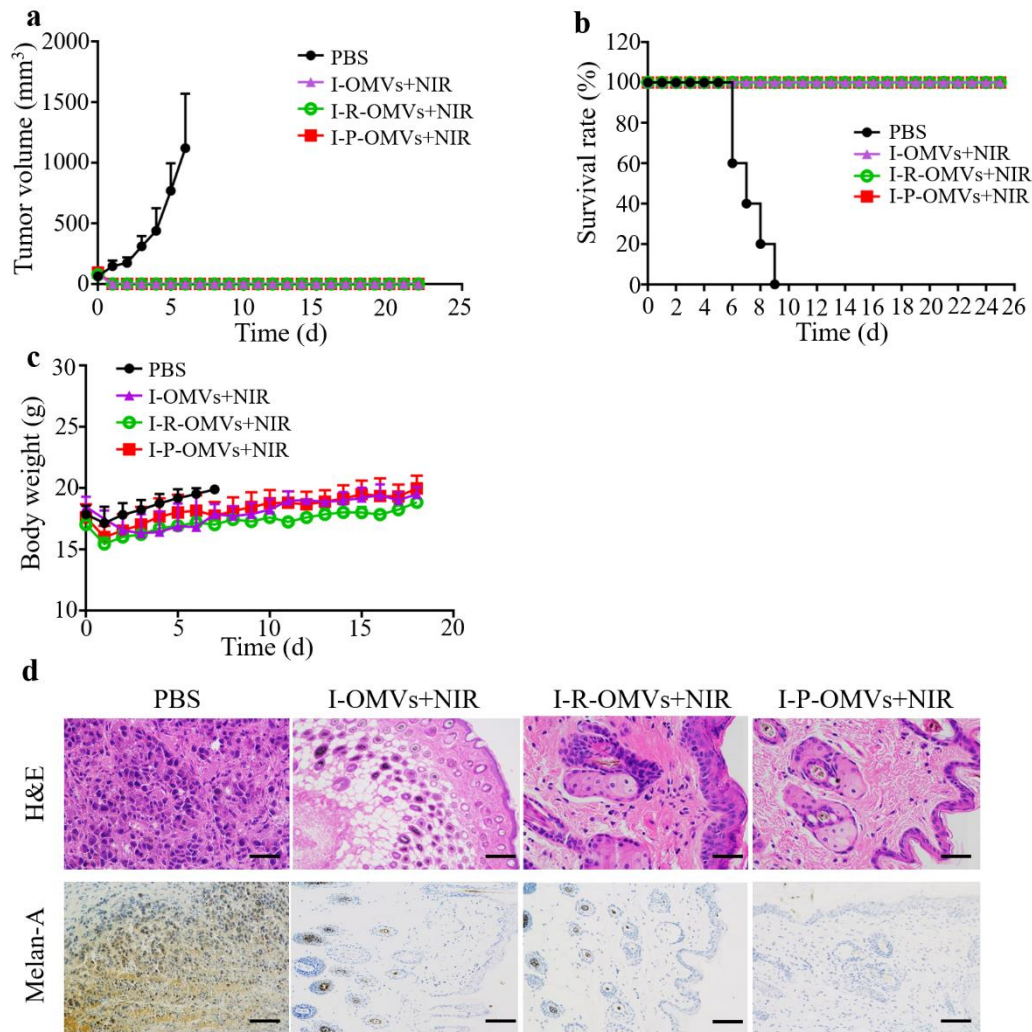 a
2000
1500
1000
500
0
Tumor volume (mm³)
0 5 10 15 20 25
Time (d)
PBS
I-OMVs+NIR
I-R-OMVs+NIR
I-P-OMVs+NIR
b
120
100
80
60
40
20
0
Survival rate (%)
0 2 4 6 8 10 12 14 16 18 20 22 24 26
Time (d)
PBS
I-OMVs+NIR
I-R-OMVs+NIR
I-P-OMVs+NIR
c
30
25
20
15
10
Body weight (g)
0 5 10 15 20
Time (d)
PBS
I-OMVs+NIR
I-R-OMVs+NIR
I-P-OMVs+NIR
d
PBS I-OMVs+NIR I-R-OMVs+NIR I-P-OMVs+NIR
H&E
Melan-A